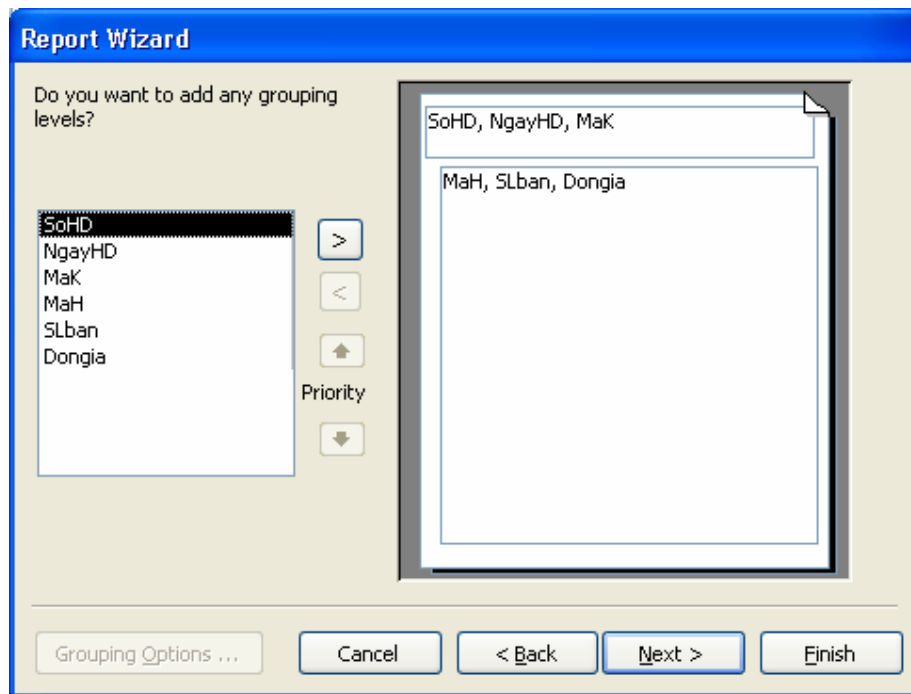 Report Wizard
Do you want to add any grouping
levels?
SoHD
NgayHD
MaK
MaH
SLban
Dongia
>
<
Priority
SoHD, NgayHD, MaK
MaH, SLban, Dongia
Grouping Options ...
Cancel
< Back
Next >
Finish